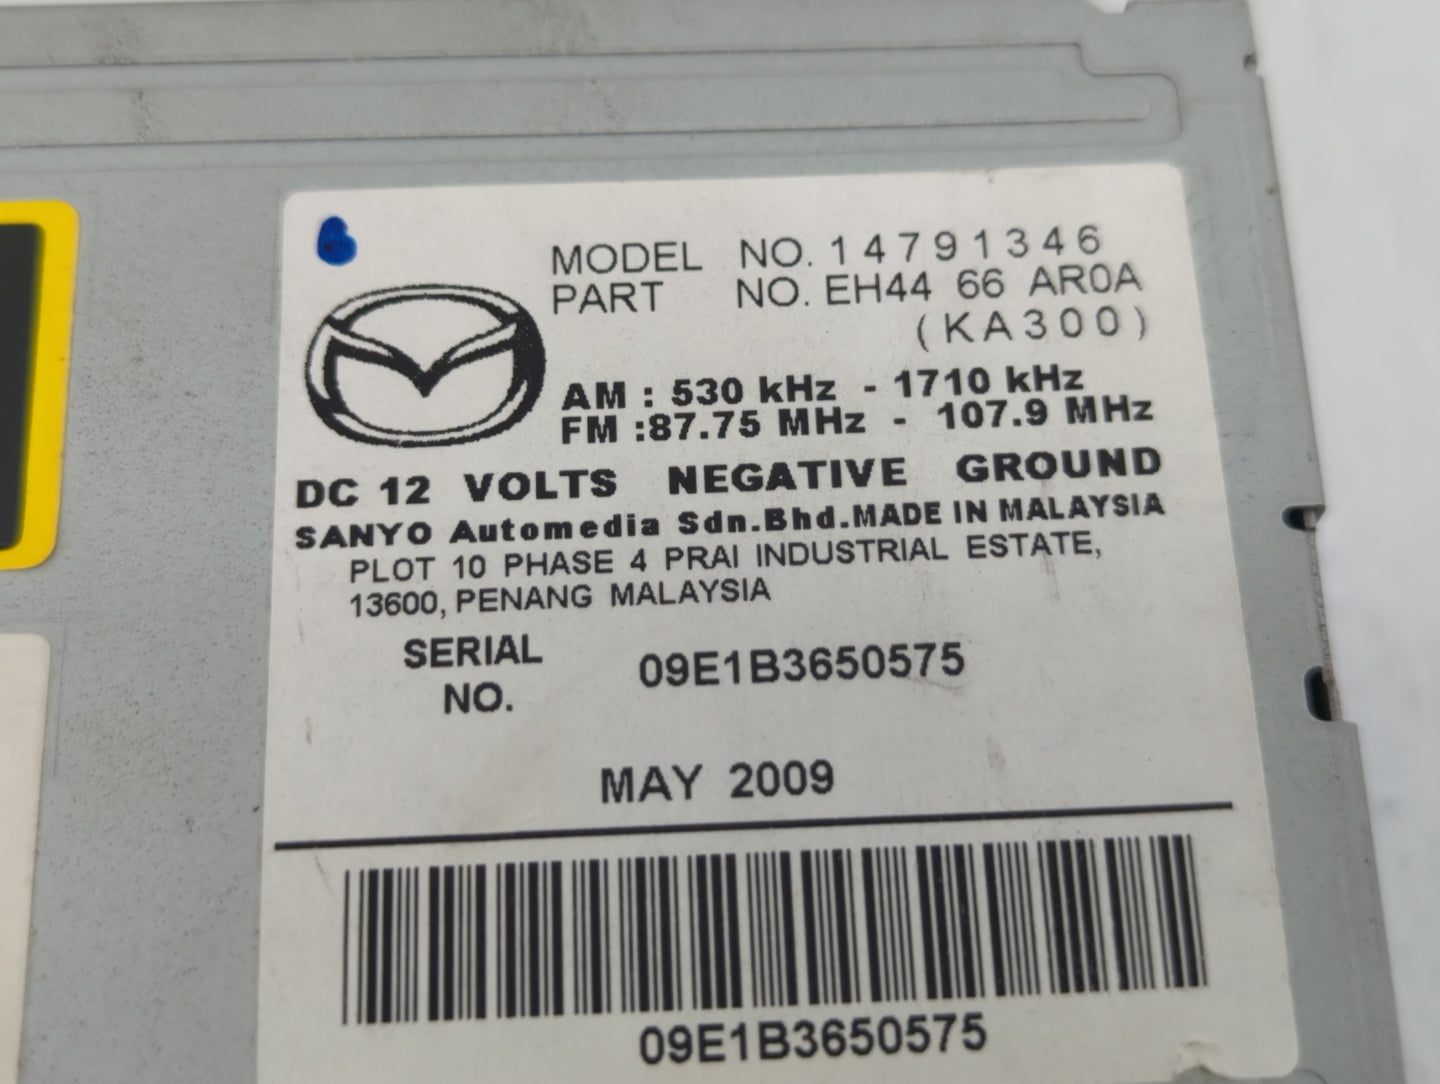 MODEL NO. 14791346
PART NO. EH44 66 AR0A
(KA300)
AM : 530 kHz - 1710 kHz
FM :87.75 MHz - 107.9 MHz
DC 12 VOLTS NEGATIVE GROUND
SANYO Automedia Sdn.Bhd.MADE IN MALAYSIA
PLOT 10 PHASE 4 PRAI INDUSTRIAL ESTATE,
13600, PENANG MALAYSIA
SERIAL NO. 09E1B3650575
MAY 2009
09E1B3650575